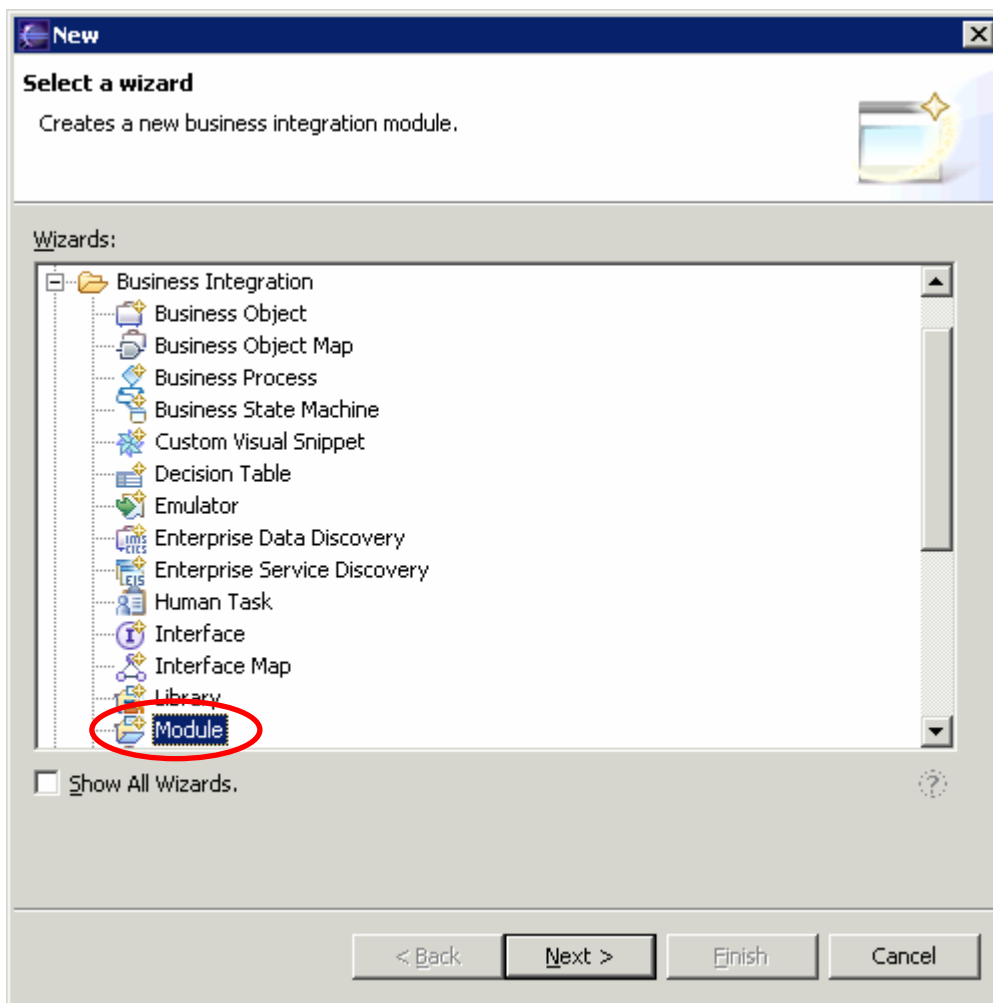 New
Select a wizard
Creates a new business integration module.
Wizards:
Business Integration
Business Object
Business Object Map
Business Process
Business State Machine
Custom Visual Snippet
Decision Table
Emulator
Enterprise Data Discovery
Enterprise Service Discovery
Human Task
Interface
Interface Map
Library
Module
Show All Wizards.
< Back Next > Finish Cancel